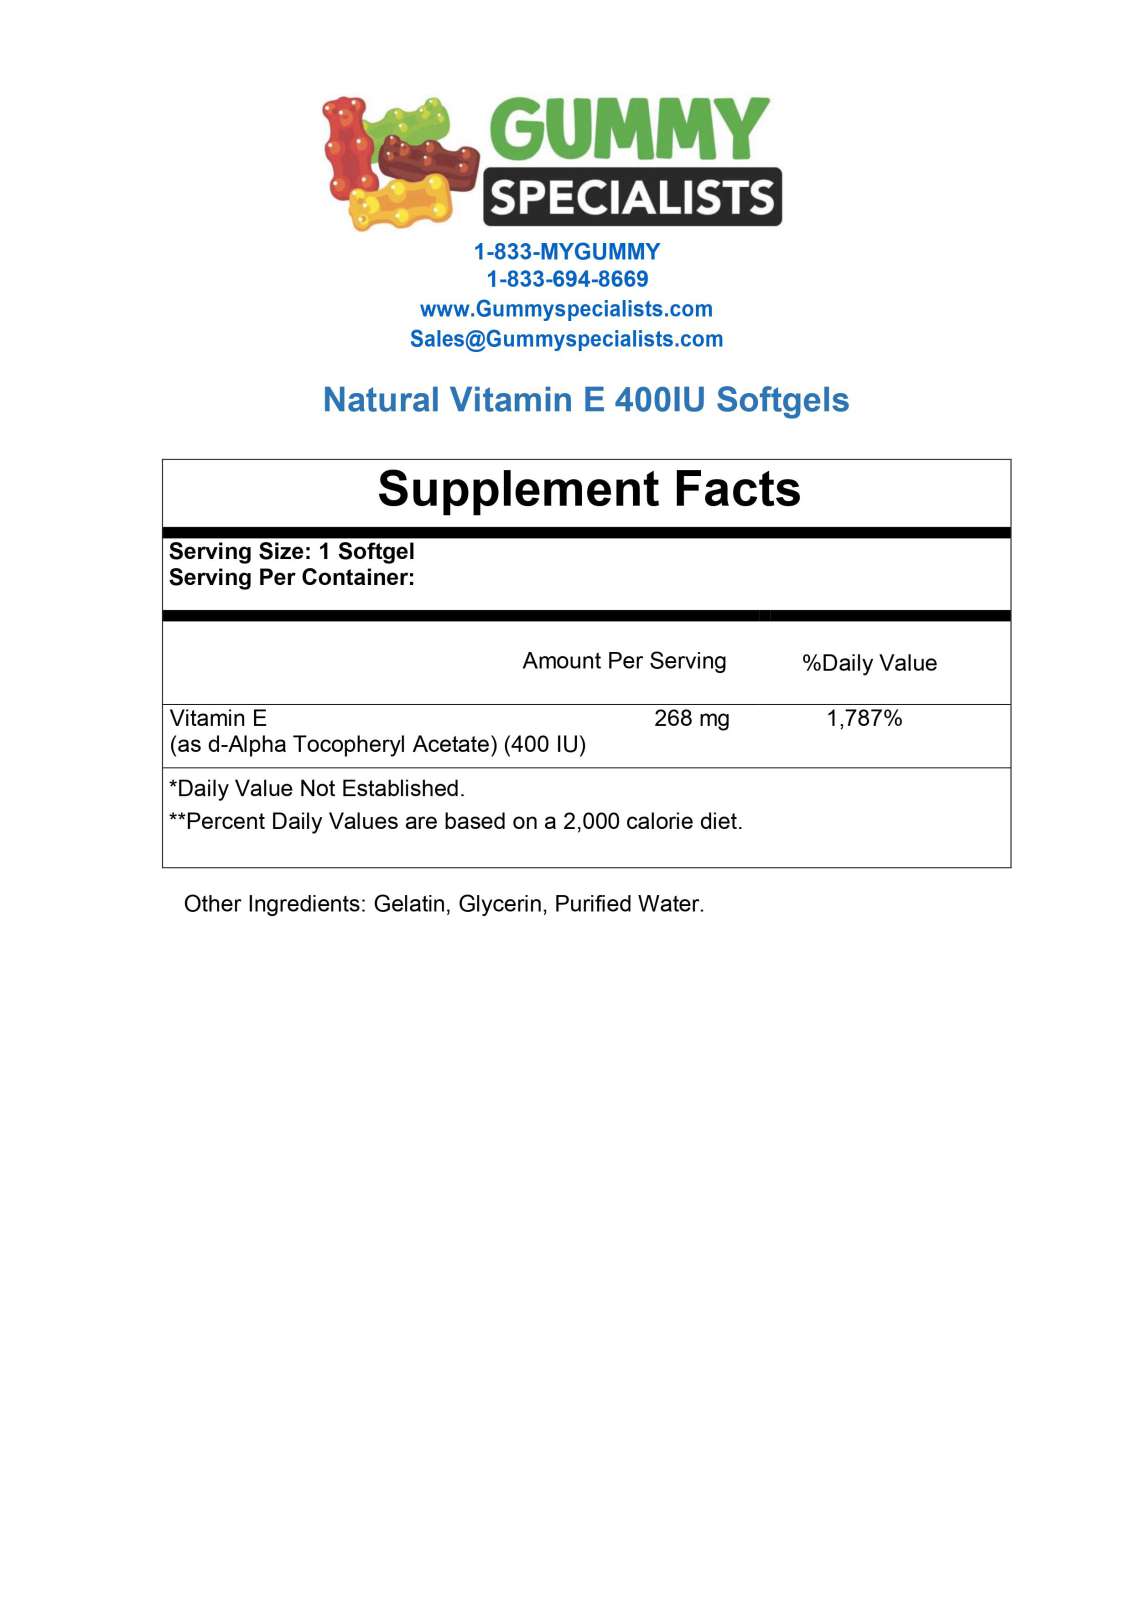 GUMMY
SPECIALISTS
1-833-MYGUMMY
1-833-694-8669
www.Gummyspecialists.com
Sales@Gummyspecialists.com
Natural Vitamin E 400IU Softgels
Supplement Facts
Serving Size: 1 Softgel
Serving Per Container:
Amount Per Serving %Daily Value
Vitamin E 268 mg 1,787%
(as d-Alpha Tocopheryl Acetate) (400 IU)
*Daily Value Not Established.
**Percent Daily Values are based on a 2,000 calorie diet.
Other Ingredients: Gelatin, Glycerin, Purified Water.